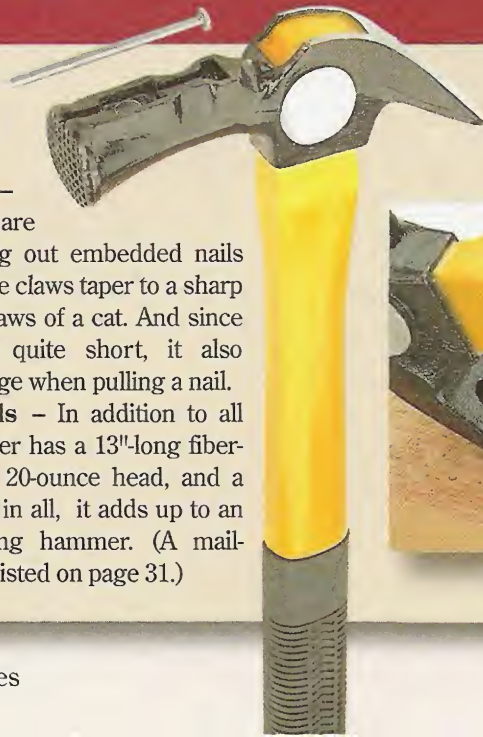 –
are
g out embedded nails
e claws taper to a sharp
aws of a cat. And since
quite short, it also
ge when pulling a nail.
ls – In addition to all
er has a 13"-long fiber-
20-ounce head, and a
in all, it adds up to an
ng hammer. (A mail-
isted on page 31.)
es